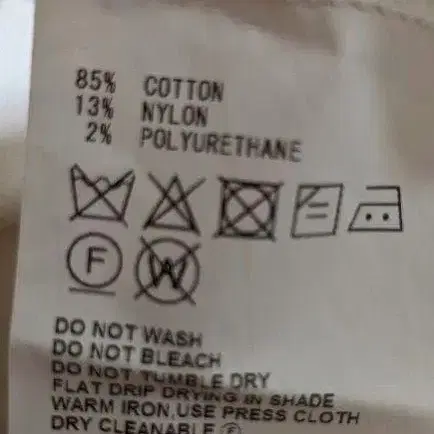 85% COTTON
13% NYLON
2% POLYURETHANE
F W
DO NOT WASH
DO NOT BLEACH
DO NOT TUMBLE DRY
FLAT DRIP DRYING IN SHADE
WARM IRON,USE PRESS CLOTH
DRY CLEANABLE Ⓕ